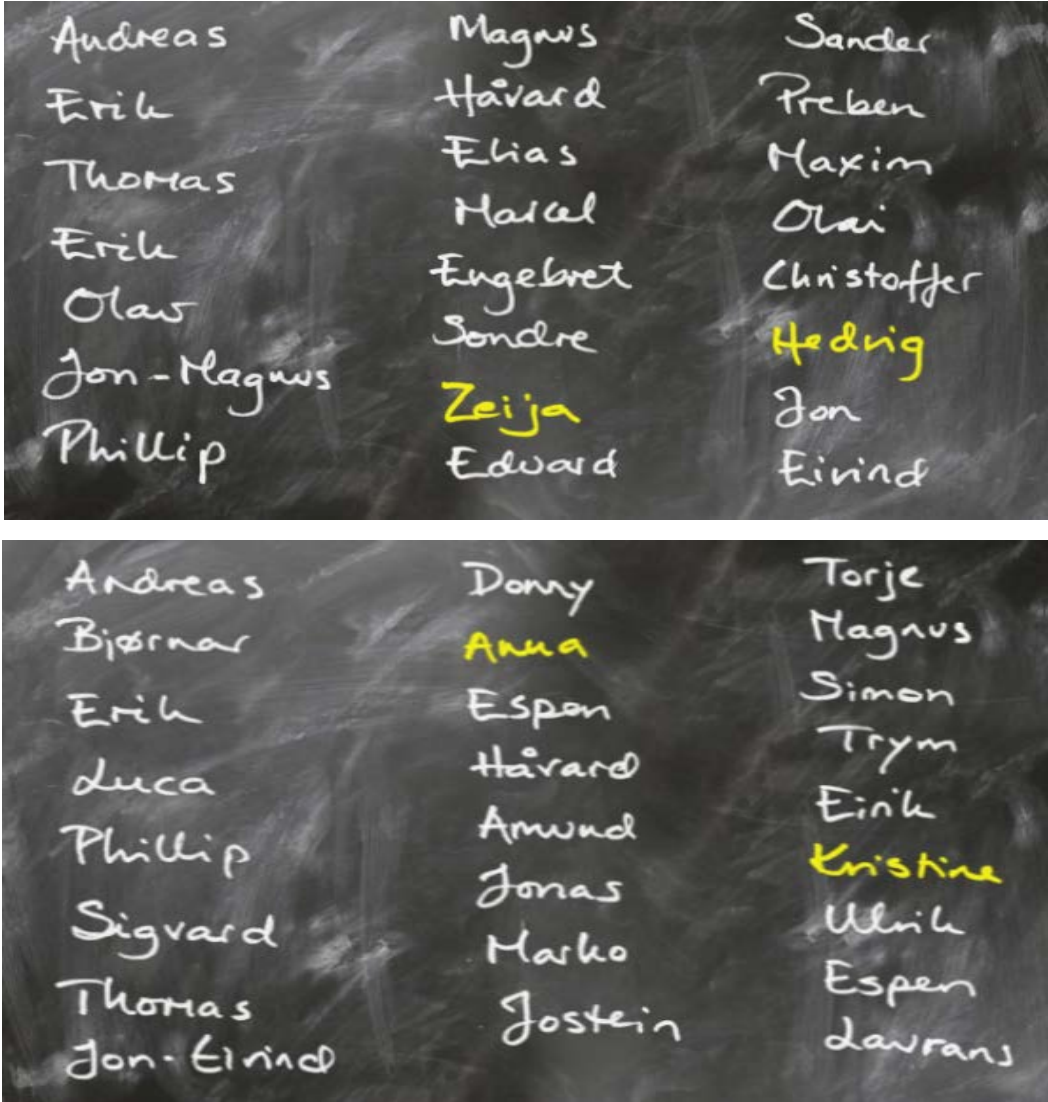 Andreas
Erik
Thomas
Erik
Olav
Jon-Magnus
Phillip
Magnus
Håvard
Elias
Marcel
Engebret
Sondre
Zeija
Edvard
Sander
Preben
Maxim
Olai
Christoffer
Hedvig
Jon
Eivind
Andreas
Bjørnar
Erik
Luca
Phillip
Sigvard
Thomas
Jon-Eivind
Donny
Anna
Espen
Håvard
Amund
Jonas
Marko
Jostein
Torje
Magnus
Simon
Trym
Eirik
Kristine
Ulrik
Espen
Lavrans